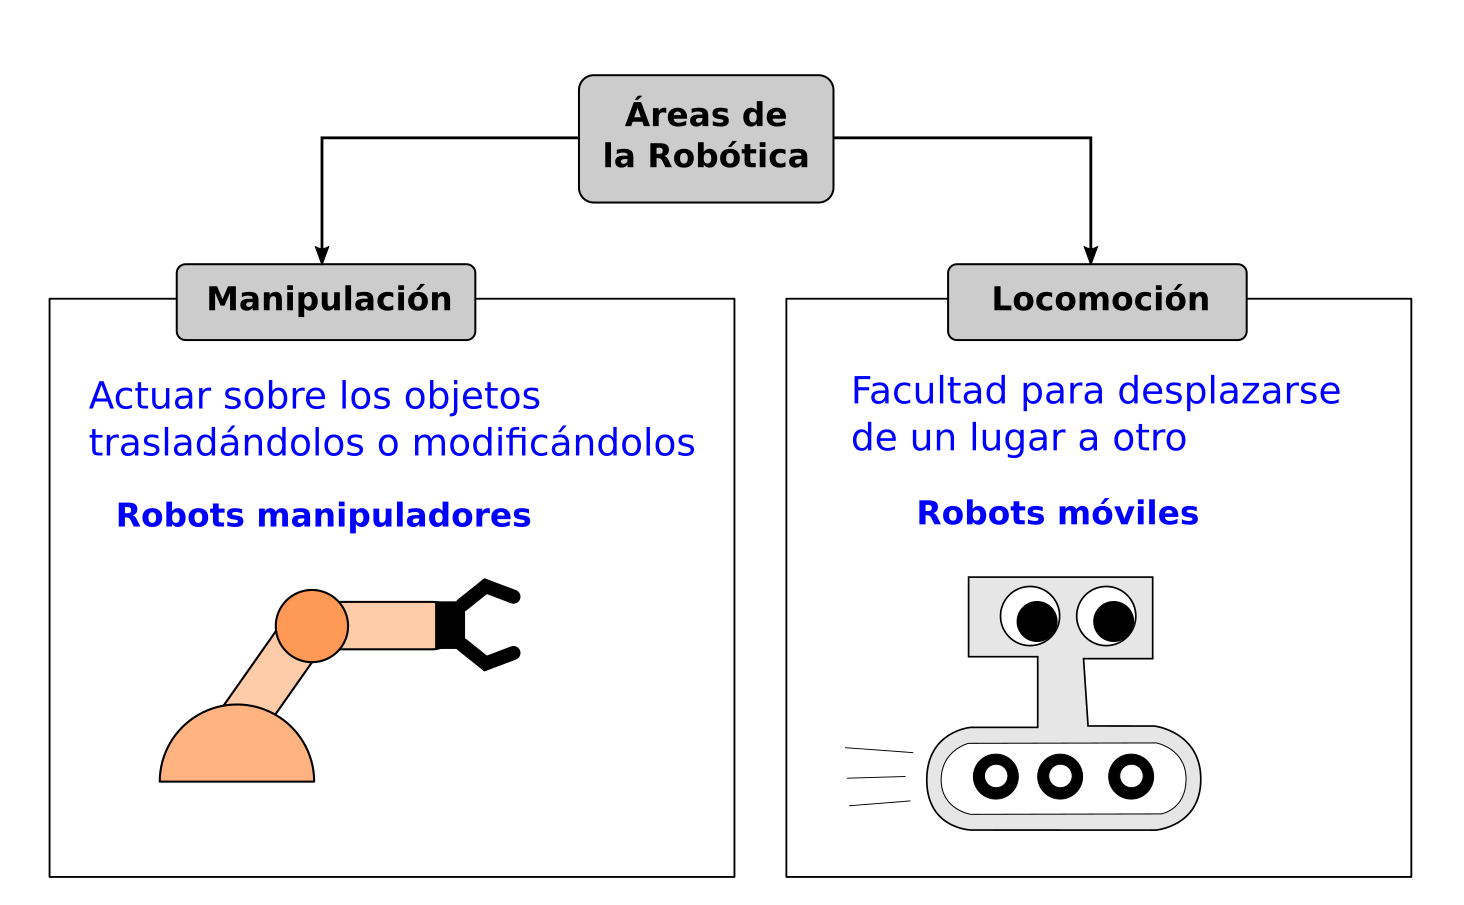 Áreas de
la Robótica
Manipulación
Actuar sobre los objetos
trasladándolos o modificándolos
Robots manipuladores
Locomoción
Facultad para desplazarse
de un lugar a otro
Robots móviles